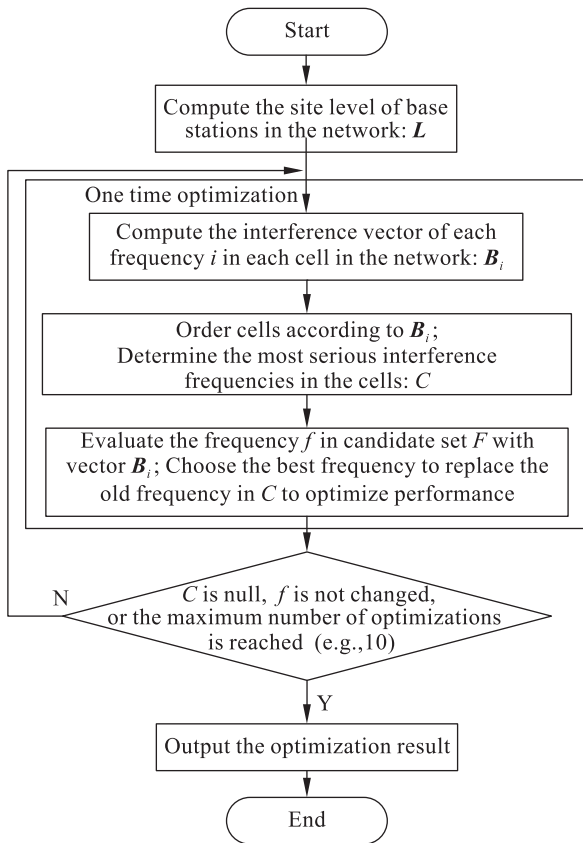 Start
Compute the site level of base
stations in the network: L
One time optimization
Compute the interference vector of each
frequency i in each cell in the network: Bi
Order cells according to Bi;
Determine the most serious interference
frequencies in the cells: C
Evaluate the frequency f in candidate set F with
vector Bi; Choose the best frequency to replace the
old frequency in C to optimize performance
N
C is null, f is not changed,
or the maximum number of optimizations
is reached (e.g.,10)
Y
Output the optimization result
End